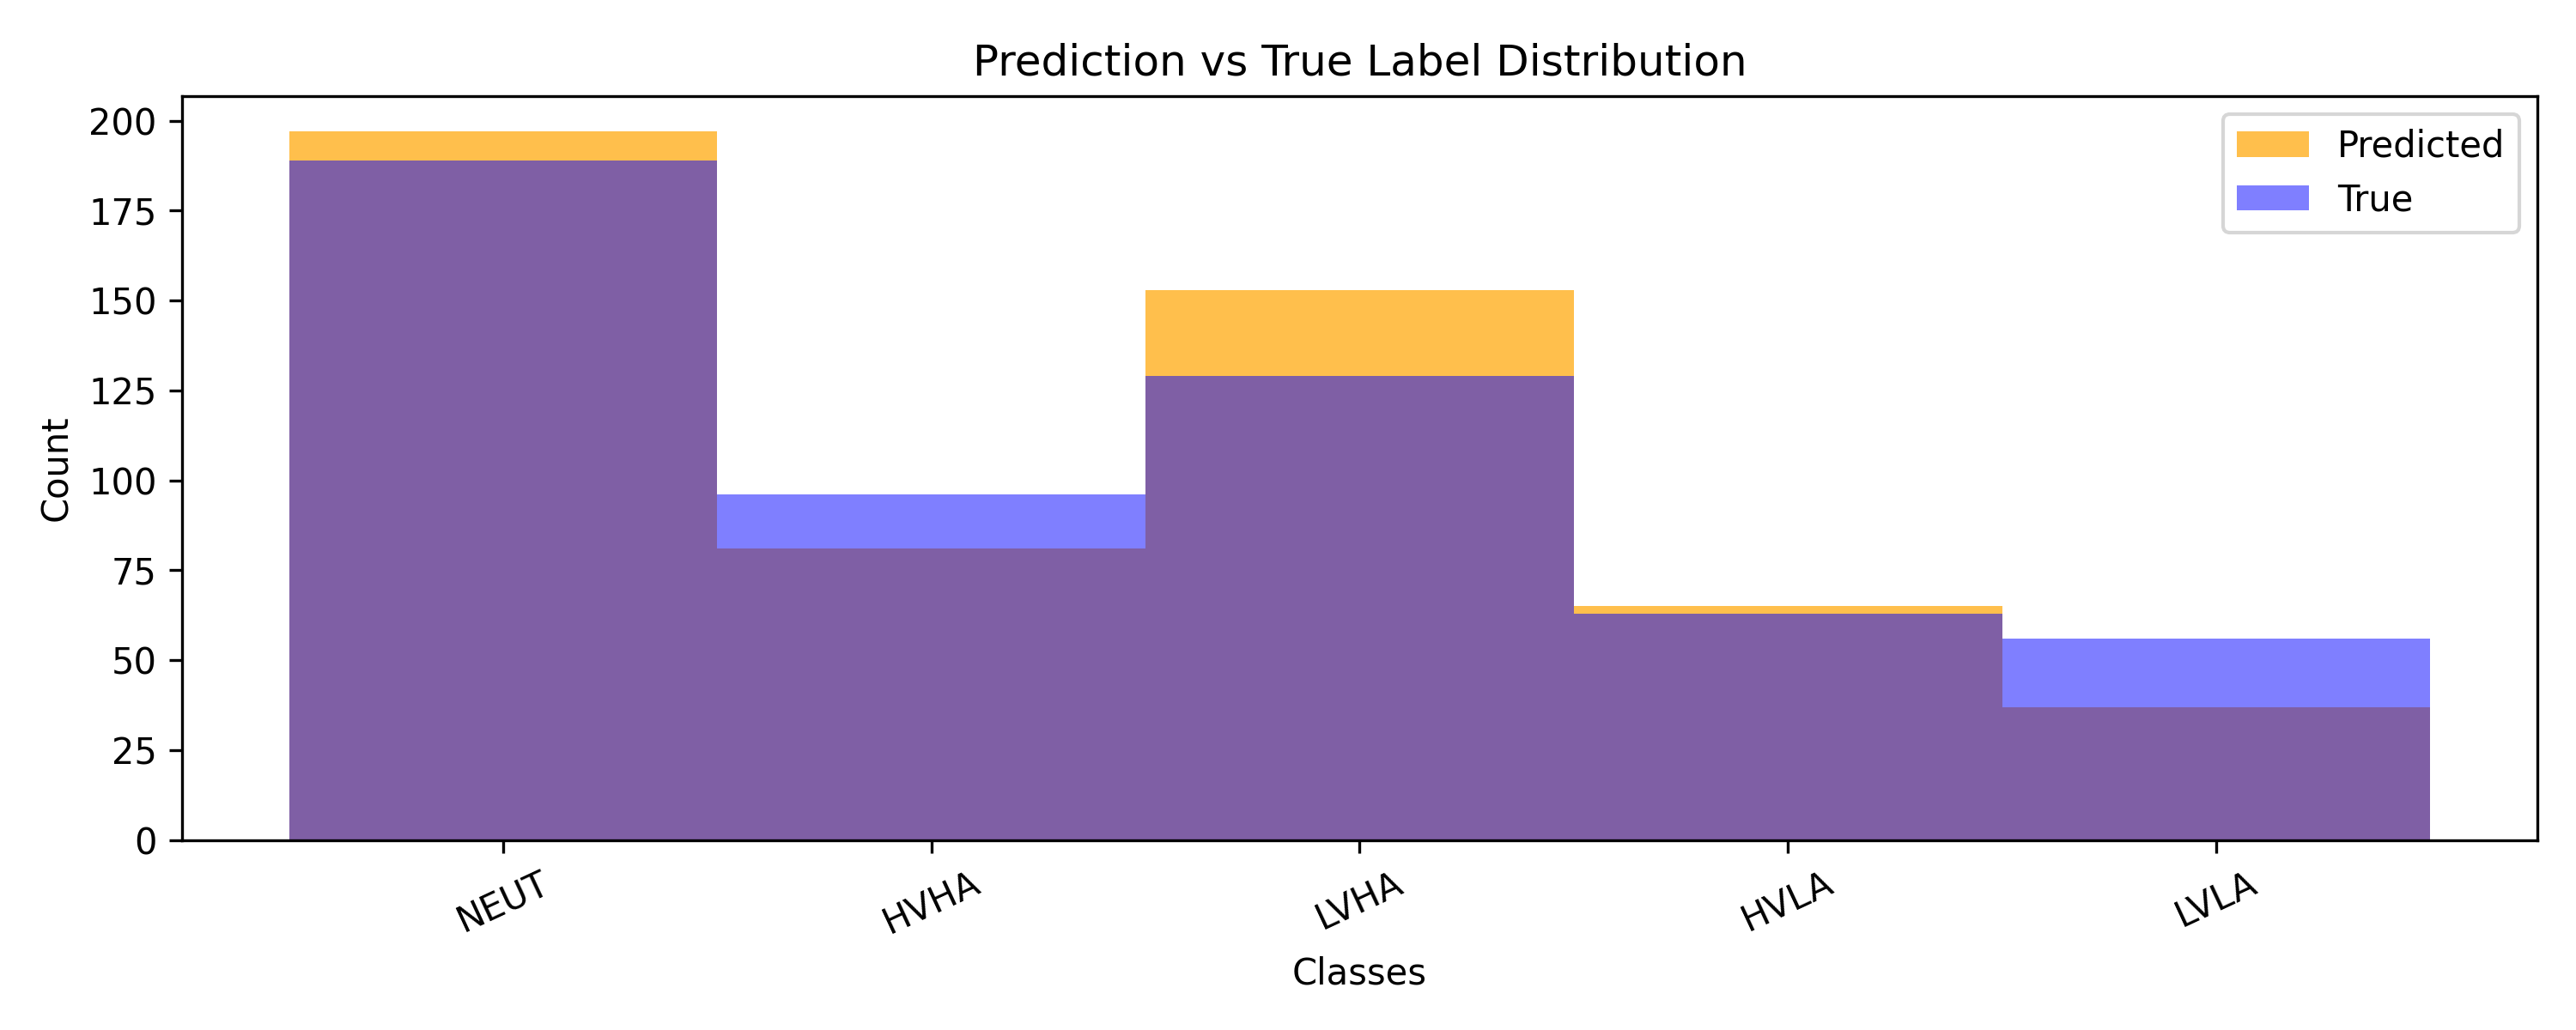 Prediction vs True Label Distribution
Predicted
True
200
175
150
125
100
75
50
25
0
Count
NEUT
HVHA
LVHA
HVLA
LVLA
Classes